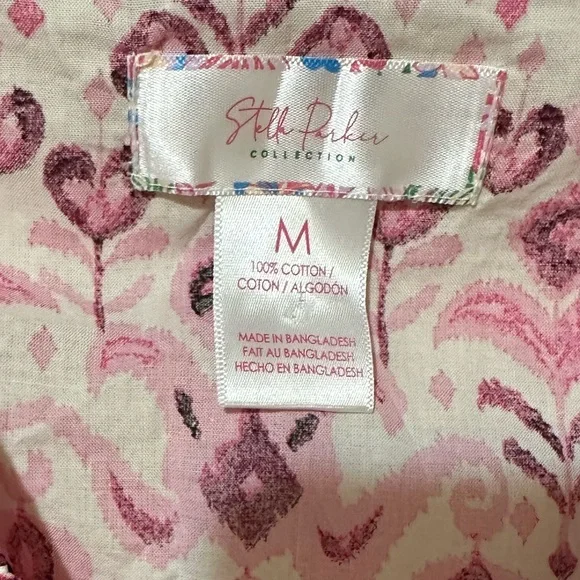 Stella Parker
COLLECTION
M
100% COTTON /
COTON / ALGODÓN
MADE IN BANGLADESH
FAIT AU BANGLADESH
HECHO EN BANGLADESH